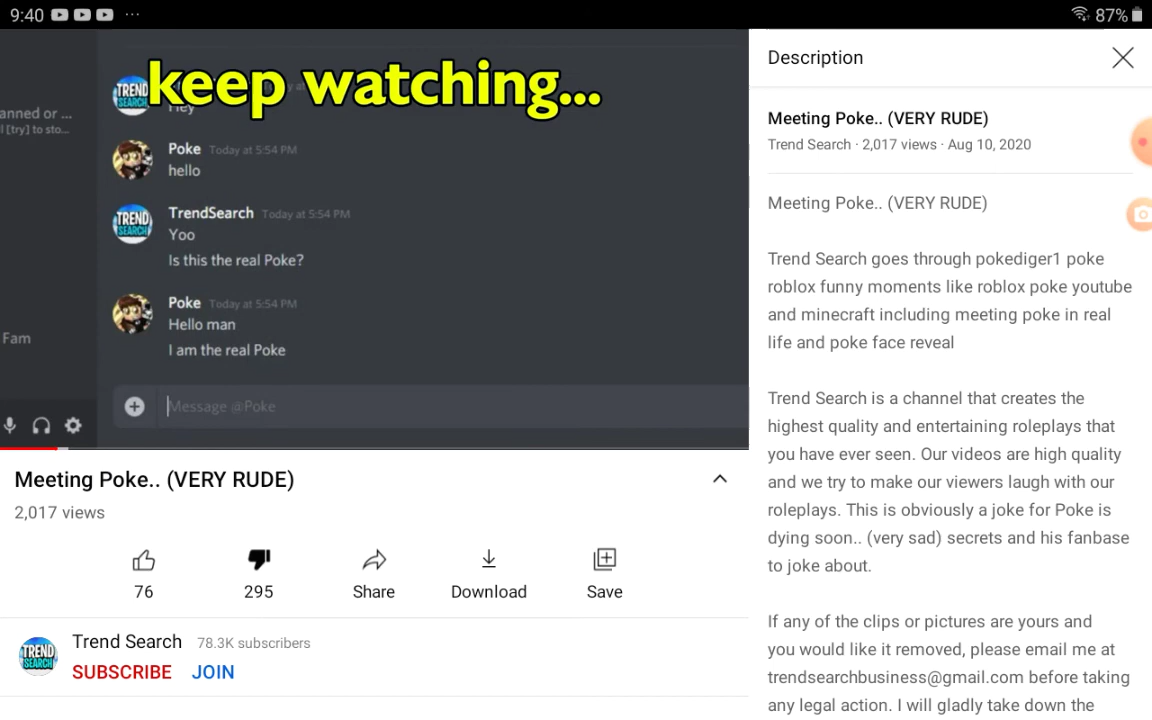 9:40
87%
keep watching...
TREND
SEARCH
Hey
anned or ...
l [try] to sto...
Poke Today at 5:54 PM
hello
TREND
SEARCH
TrendSearch Today at 5:54 PM
Yoo
Is this the real Poke?
Poke Today at 5:54 PM
Hello man
Fam
I am the real Poke
Message @Poke
Meeting Poke.. (VERY RUDE)
2,017 views
76
295
Share
Download
Save
TREND
SEARCH
Trend Search 78.3K subscribers
SUBSCRIBE JOIN
Description
Meeting Poke.. (VERY RUDE)
Trend Search · 2,017 views · Aug 10, 2020
Meeting Poke.. (VERY RUDE)
Trend Search goes through pokediger1 poke
roblox funny moments like roblox poke youtube
and minecraft including meeting poke in real
life and poke face reveal
Trend Search is a channel that creates the
highest quality and entertaining roleplays that
you have ever seen. Our videos are high quality
and we try to make our viewers laugh with our
roleplays. This is obviously a joke for Poke is
dying soon.. (very sad) secrets and his fanbase
to joke about.
If any of the clips or pictures are yours and
you would like it removed, please email me at
trendsearchbusiness@gmail.com before taking
any legal action. I will gladly take down the